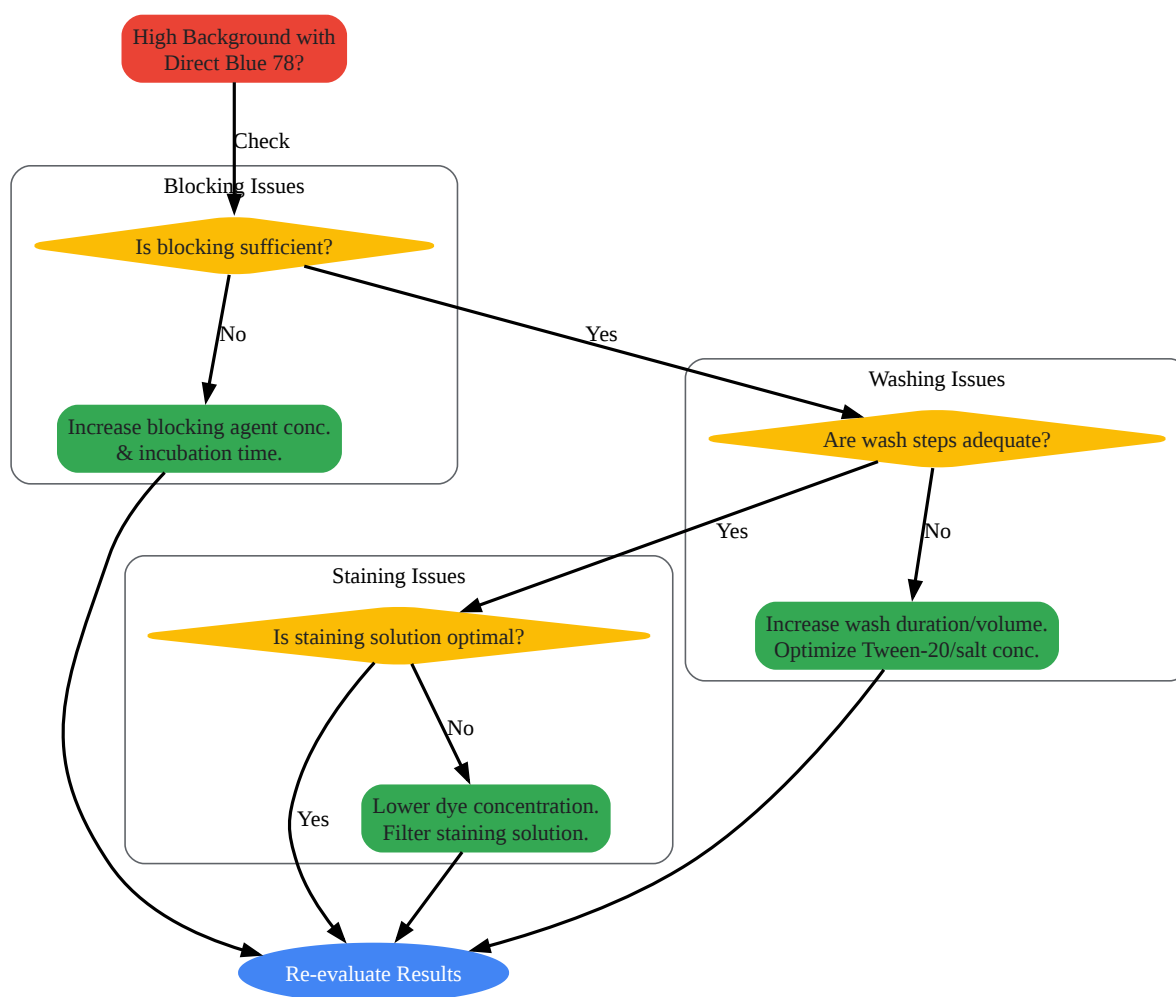 High Background with
Direct Blue 78?
Check
Blocking Issues
Is blocking sufficient?
No
Yes
Increase blocking agent conc.
& incubation time.
Washing Issues
Are wash steps adequate?
Yes
No
Increase wash duration/volume.
Optimize Tween-20/salt conc.
Staining Issues
Is staining solution optimal?
No
Yes
Lower dye concentration.
Filter staining solution.
Re-evaluate Results